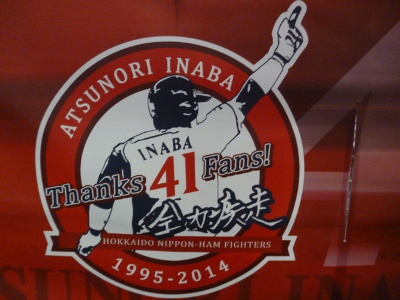 ATSUNORI INABA
INABA
Thanks 41 Fans!
全力疾走
HOKKAIDO NIPPON-HAM FIGHTERS
1995-2014